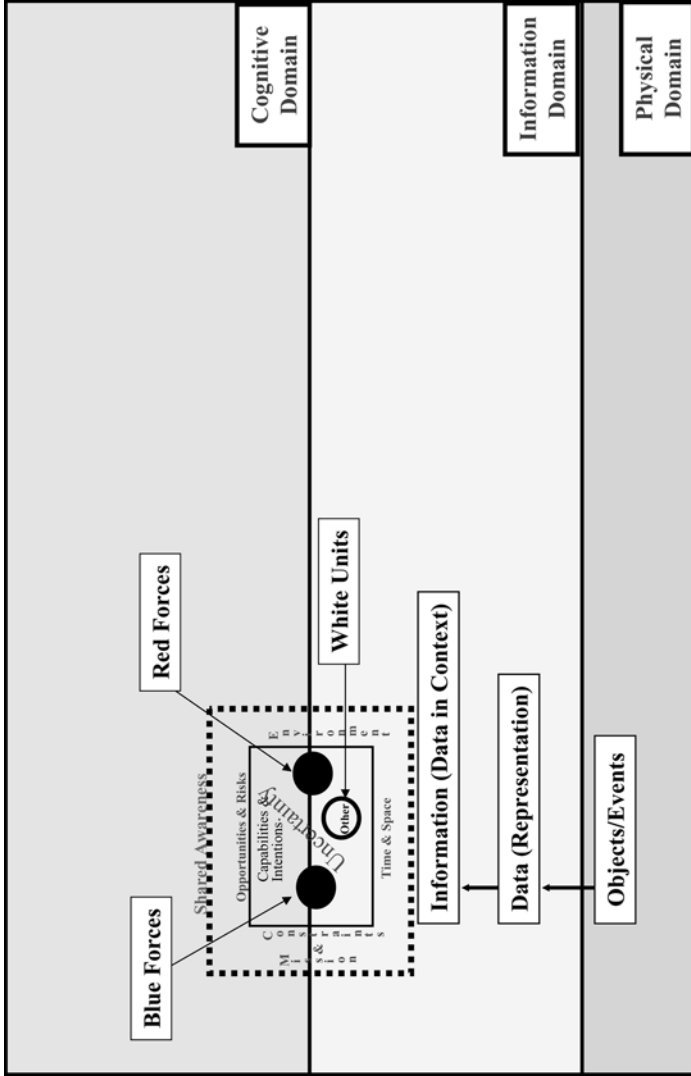 Blue Forces
Red Forces
Shared Awareness
Cognitive
Domain
Opportunities & Risks
Capabilities &
Intentions
Mission
&
Constraints
Uncertainty
Environment
Other
White Units
Time & Space
Information (Data in Context)
Data (Representation)
Information
Domain
Objects/Events
Physical
Domain